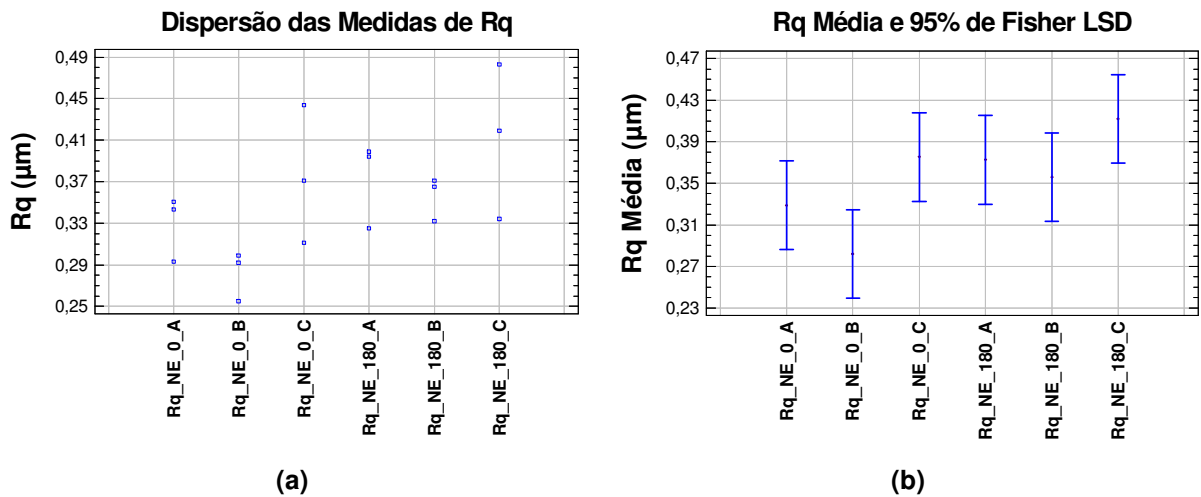 Dispersão das Medidas de Rq
Rq (µm)
0,49
0,45
0,41
0,37
0,33
0,29
0,25
Rq_NE_0_A
Rq_NE_0_B
Rq_NE_0_C
Rq_NE_180_A
Rq_NE_180_B
Rq_NE_180_C
(a)
Rq Média e 95% de Fisher LSD
Rq Média (µm)
0,47
0,43
0,39
0,35
0,31
0,27
0,23
Rq_NE_0_A
Rq_NE_0_B
Rq_NE_0_C
Rq_NE_180_A
Rq_NE_180_B
Rq_NE_180_C
(b)